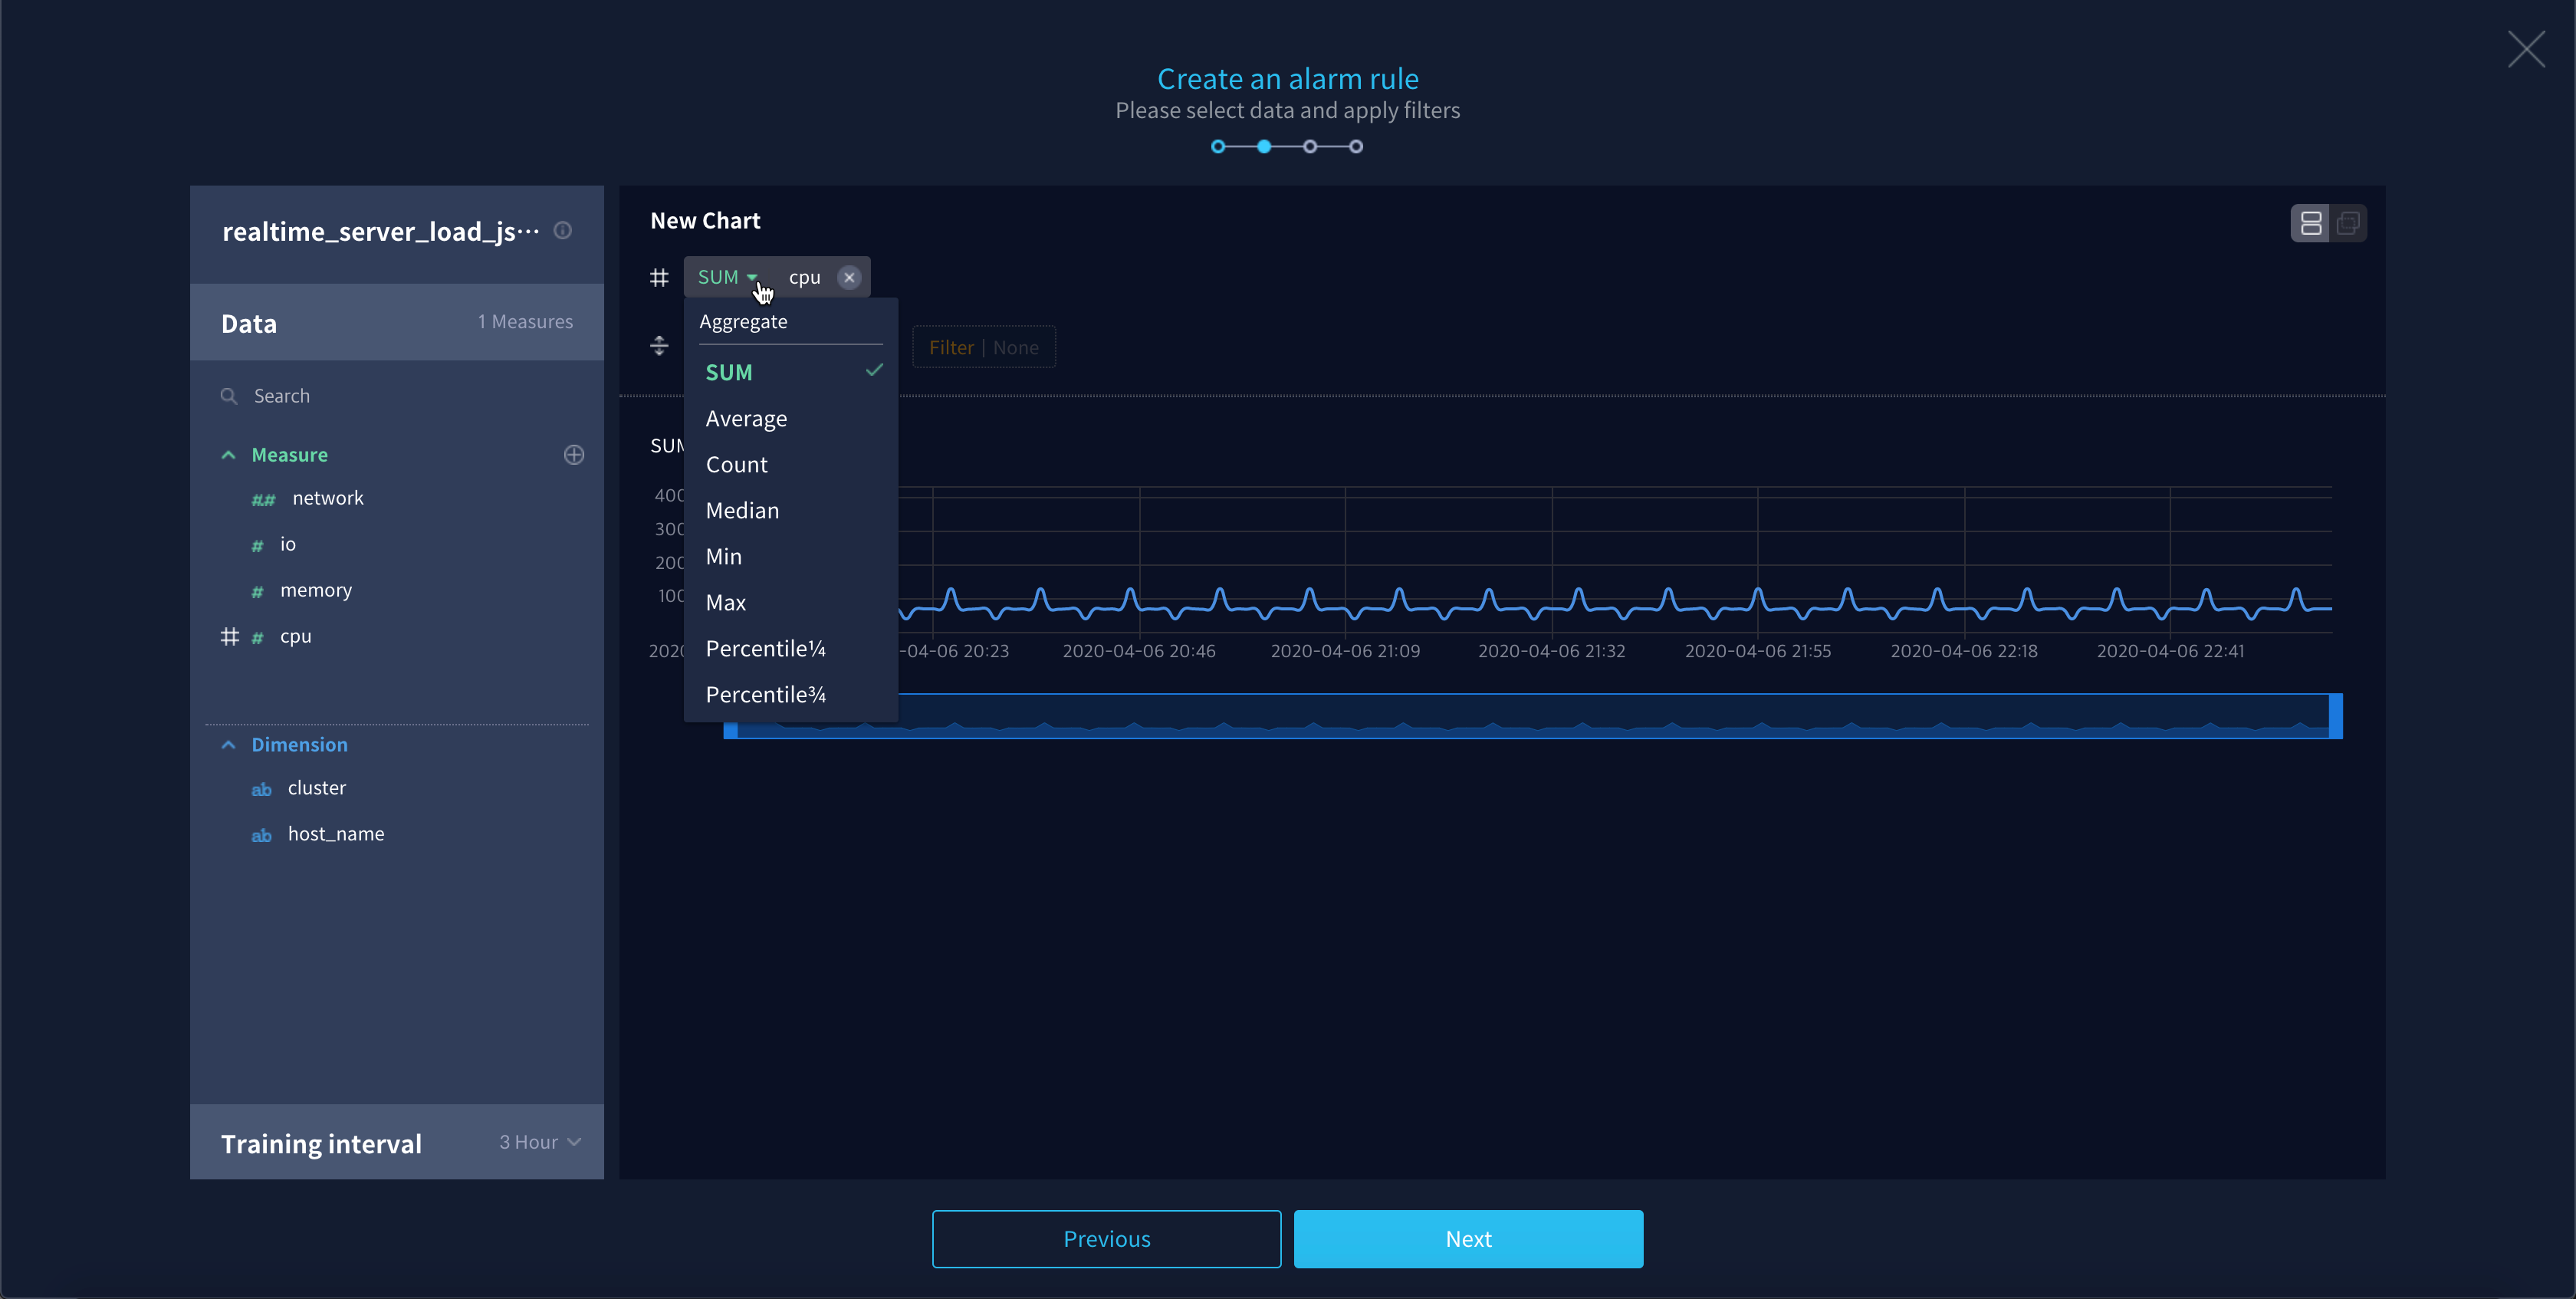 Create an alarm rule
Please select data and apply filters
realtime_server_load_js···
Data 1 Measures
Search
Measure
## network
# io
# memory
# # cpu
Dimension
ab cluster
ab host_name
Training interval 3 Hour
New Chart
# SUM cpu
Aggregate
SUM
Average
Count
Median
Min
Max
Percentile¼
Percentile¾
Filter | None
SUM
400
300
200
100
-04-06 20:23 2020-04-06 20:46 2020-04-06 21:09 2020-04-06 21:32 2020-04-06 21:55 2020-04-06 22:18 2020-04-06 22:41
Previous
Next